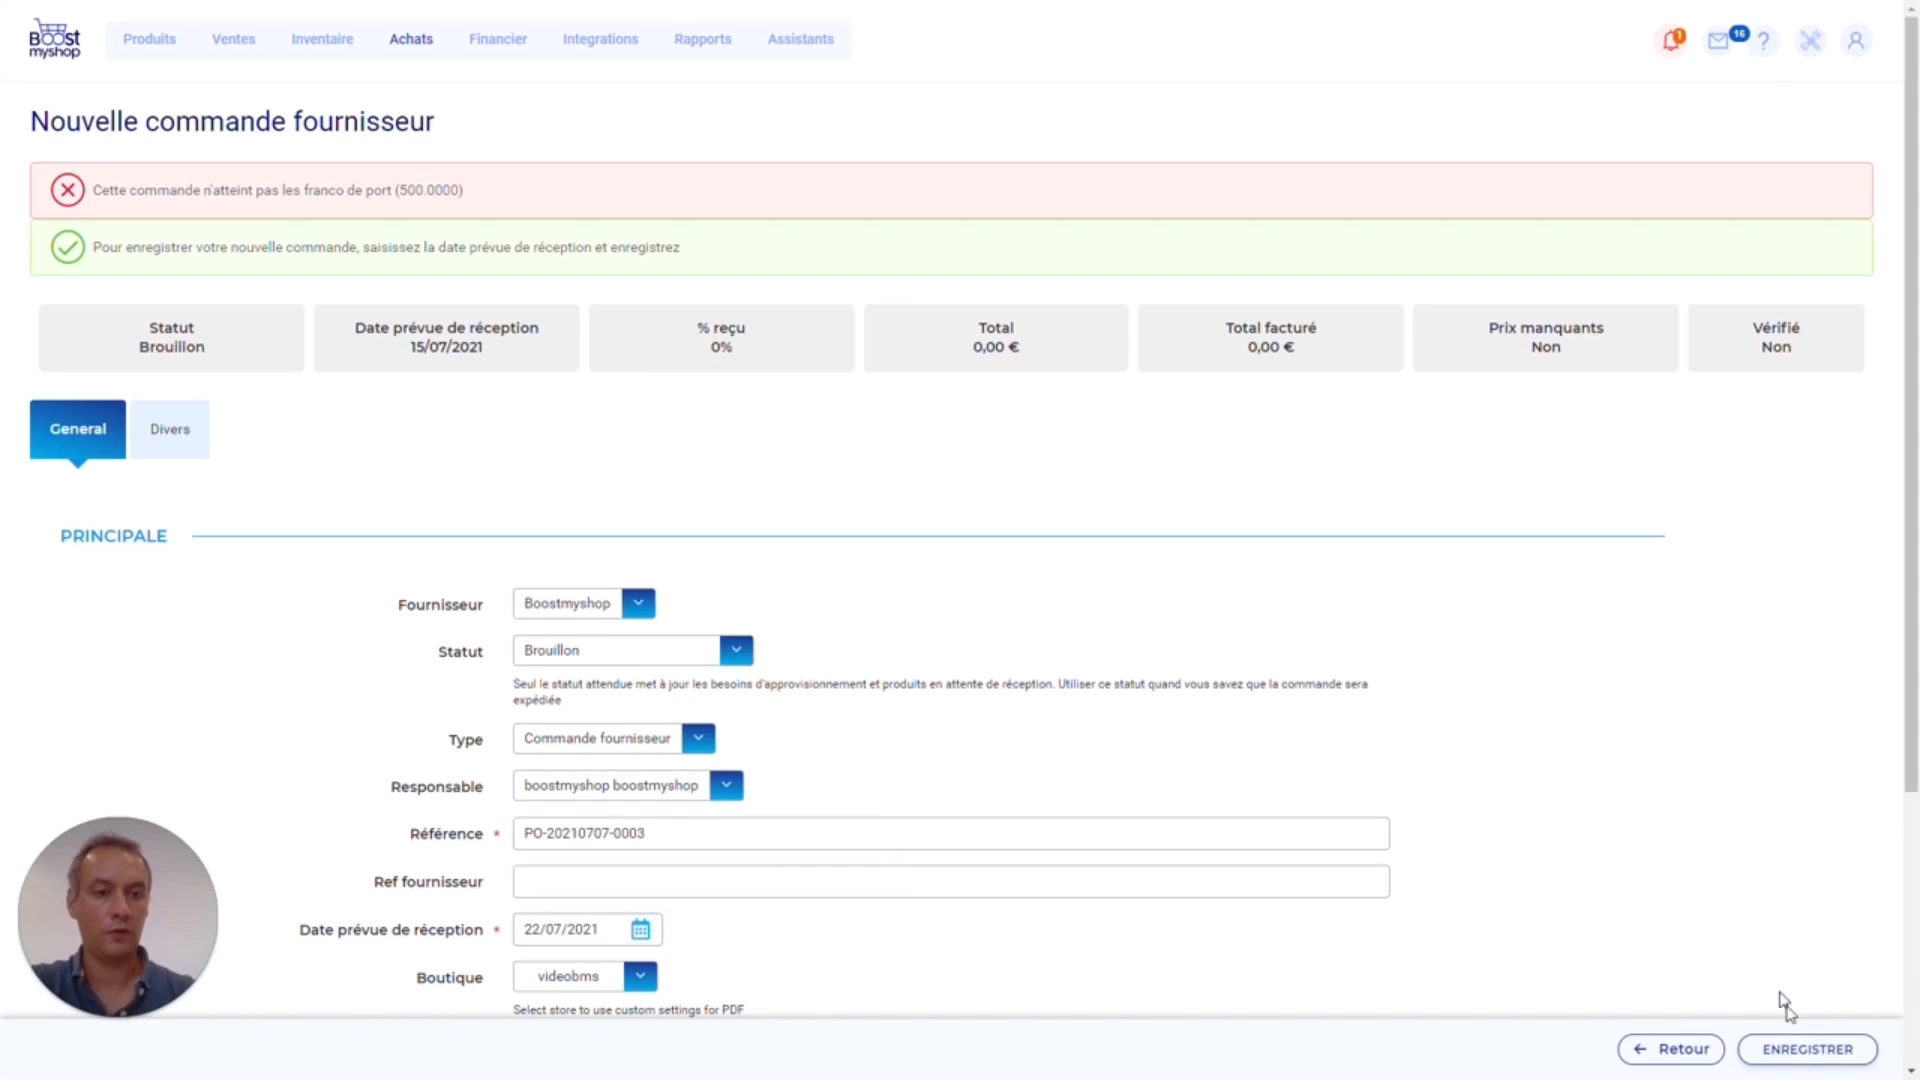 Boost
myshop
Produits
Ventes
Inventaire
Achats
Financier
Integrations
Rapports
Assistants
1
16
?
Nouvelle commande fournisseur
Cette commande n'atteint pas les franco de port (500.0000)
Pour enregistrer votre nouvelle commande, saisissez la date prévue de réception et enregistrez
Statut
Brouillon
Date prévue de réception
15/07/2021
% reçu
0%
Total
0,00 €
Total facturé
0,00 €
Prix manquants
Non
Vérifié
Non
General
Divers
PRINCIPALE
Fournisseur
Boostmyshop
Statut
Brouillon
Seul le statut attendue met à jour les besoins d'approvisionnement et produits en attente de réception. Utiliser ce statut quand vous savez que la commande sera
expédiée
Type
Commande fournisseur
Responsable
boostmyshop boostmyshop
Référence *
PO-20210707-0003
Ref fournisseur
Date prévue de réception *
22/07/2021
Boutique
videobms
Select store to use custom settings for PDF
← Retour
ENREGISTRER